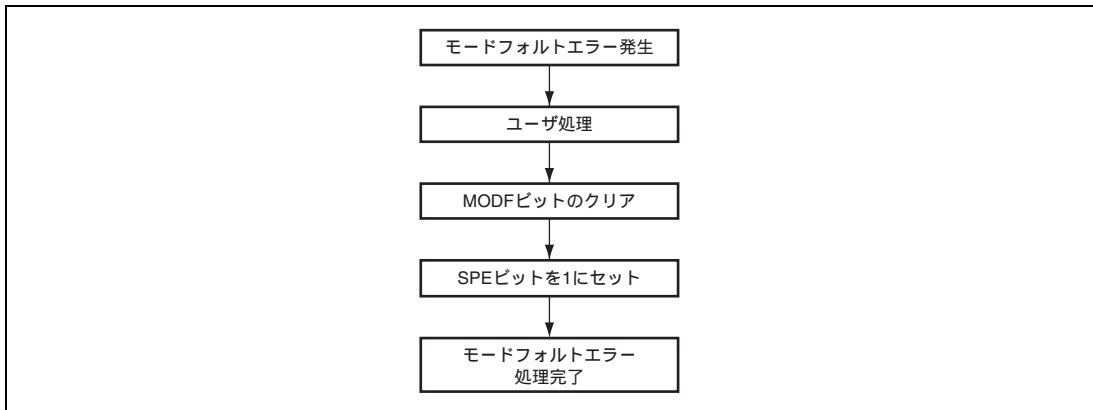 モードフォルトエラー発生
ユーザ処理
MODFビットのクリア
SPEビットを1にセット
モードフォルトエラー
処理完了